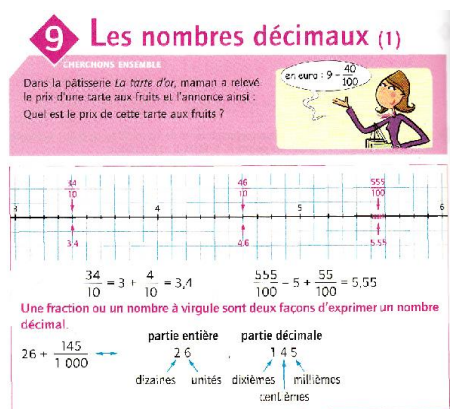 9 Les nombres décimaux (1)
CHERCHONS ENSEMBLE
Dans la pâtisserie La tarte d'or, maman a relevé
le prix d'une tarte aux fruits et l'annonce ainsi :
Quel est le prix de cette tarte aux fruits ?
en euro : 9 - 40/100
34/10 46/10 555/100
3 4 5 6
3,4 4,6 5,55
34/10 = 3 + 4/10 = 3,4 555/100 - 5 + 55/100 = 5,55
Une fraction ou un nombre à virgule sont deux façons d'exprimer un nombre
décimal.
partie entière partie décimale
26 + 145/1 000 ↔ 2 6 , 1 4 5
dizaines unités dixièmes millièmes
centièmes